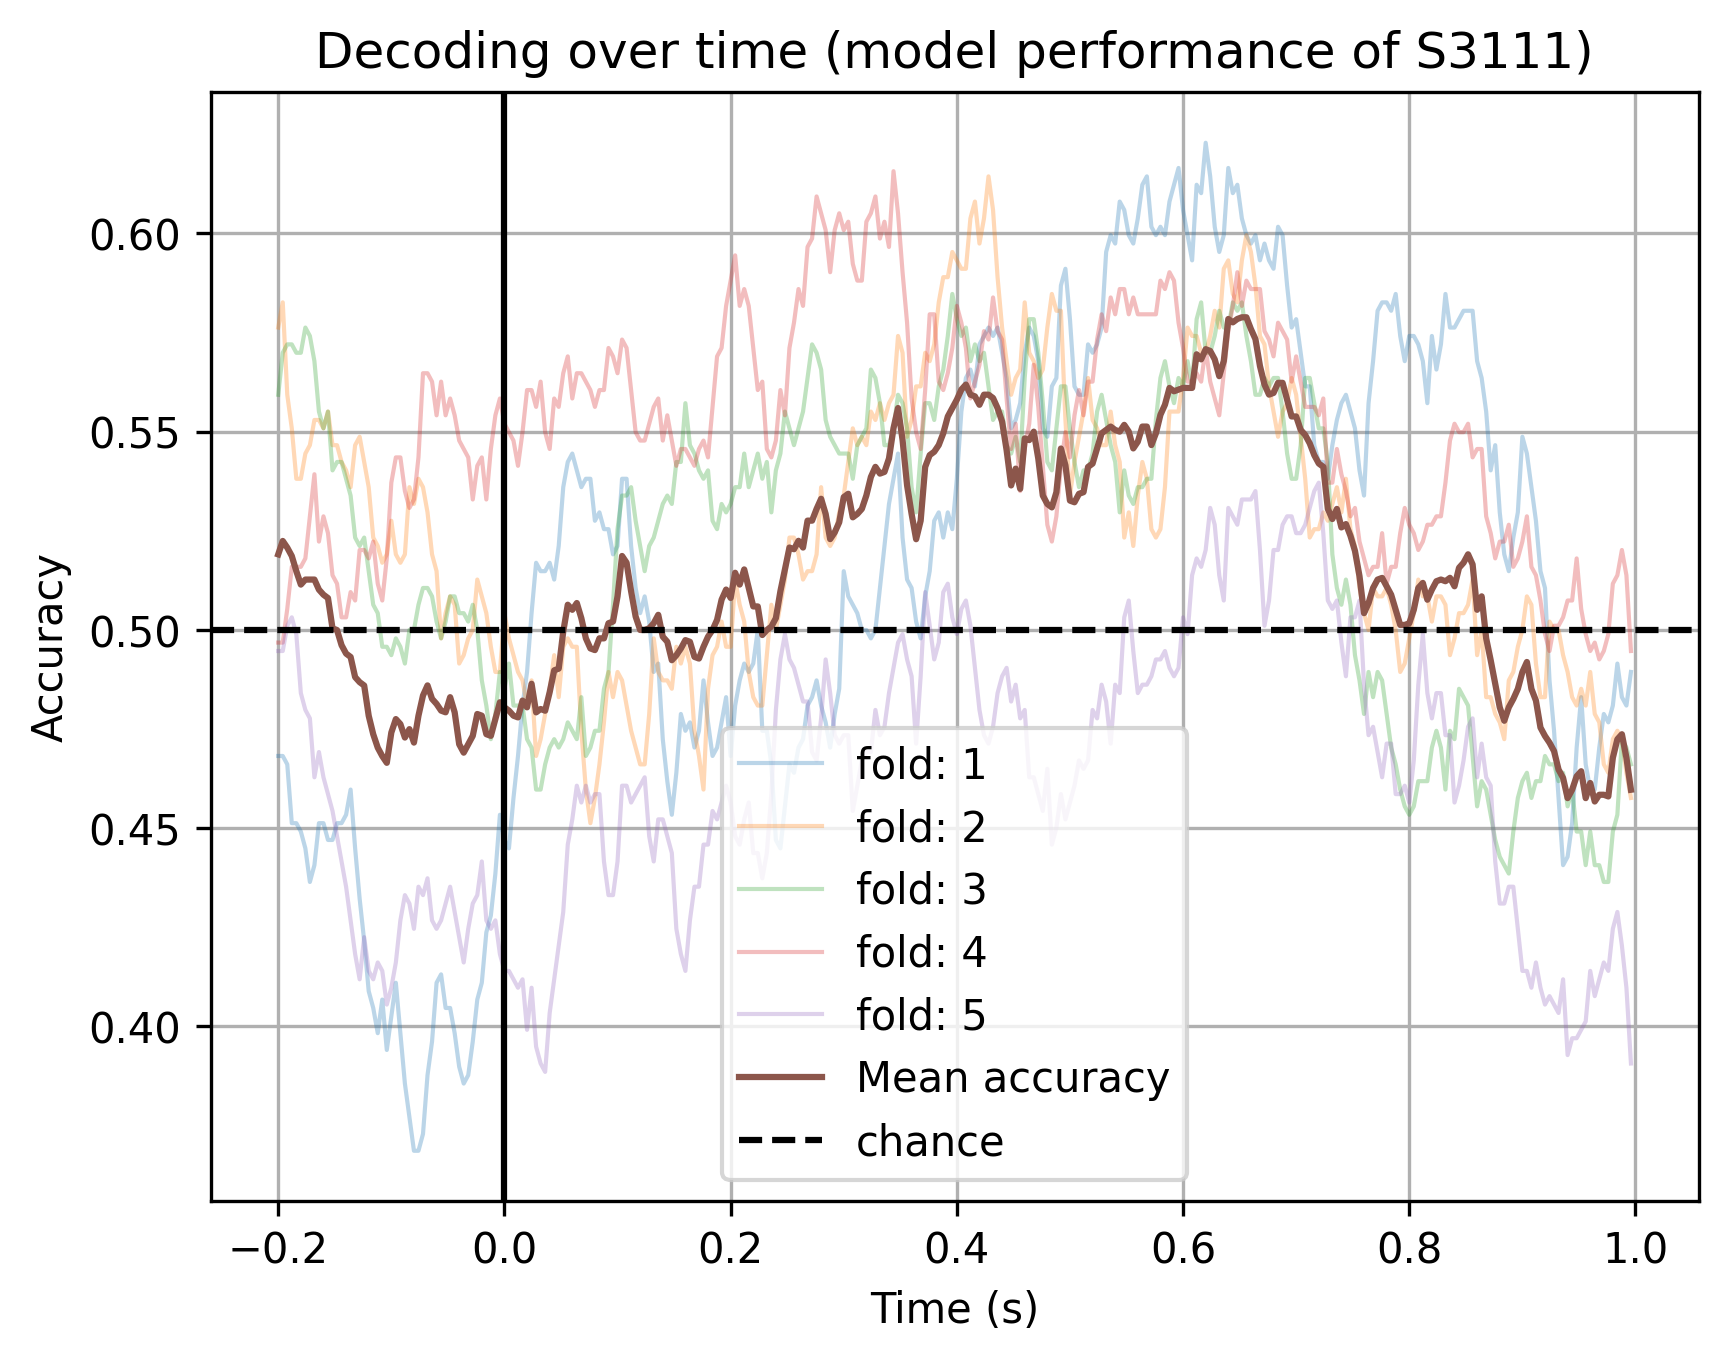 Decoding over time (model performance of S3111)
Accuracy
0.60
0.55
0.50
0.45
0.40
fold: 1
fold: 2
fold: 3
fold: 4
fold: 5
Mean accuracy
chance
−0.2 0.0 0.2 0.4 0.6 0.8 1.0
Time (s)